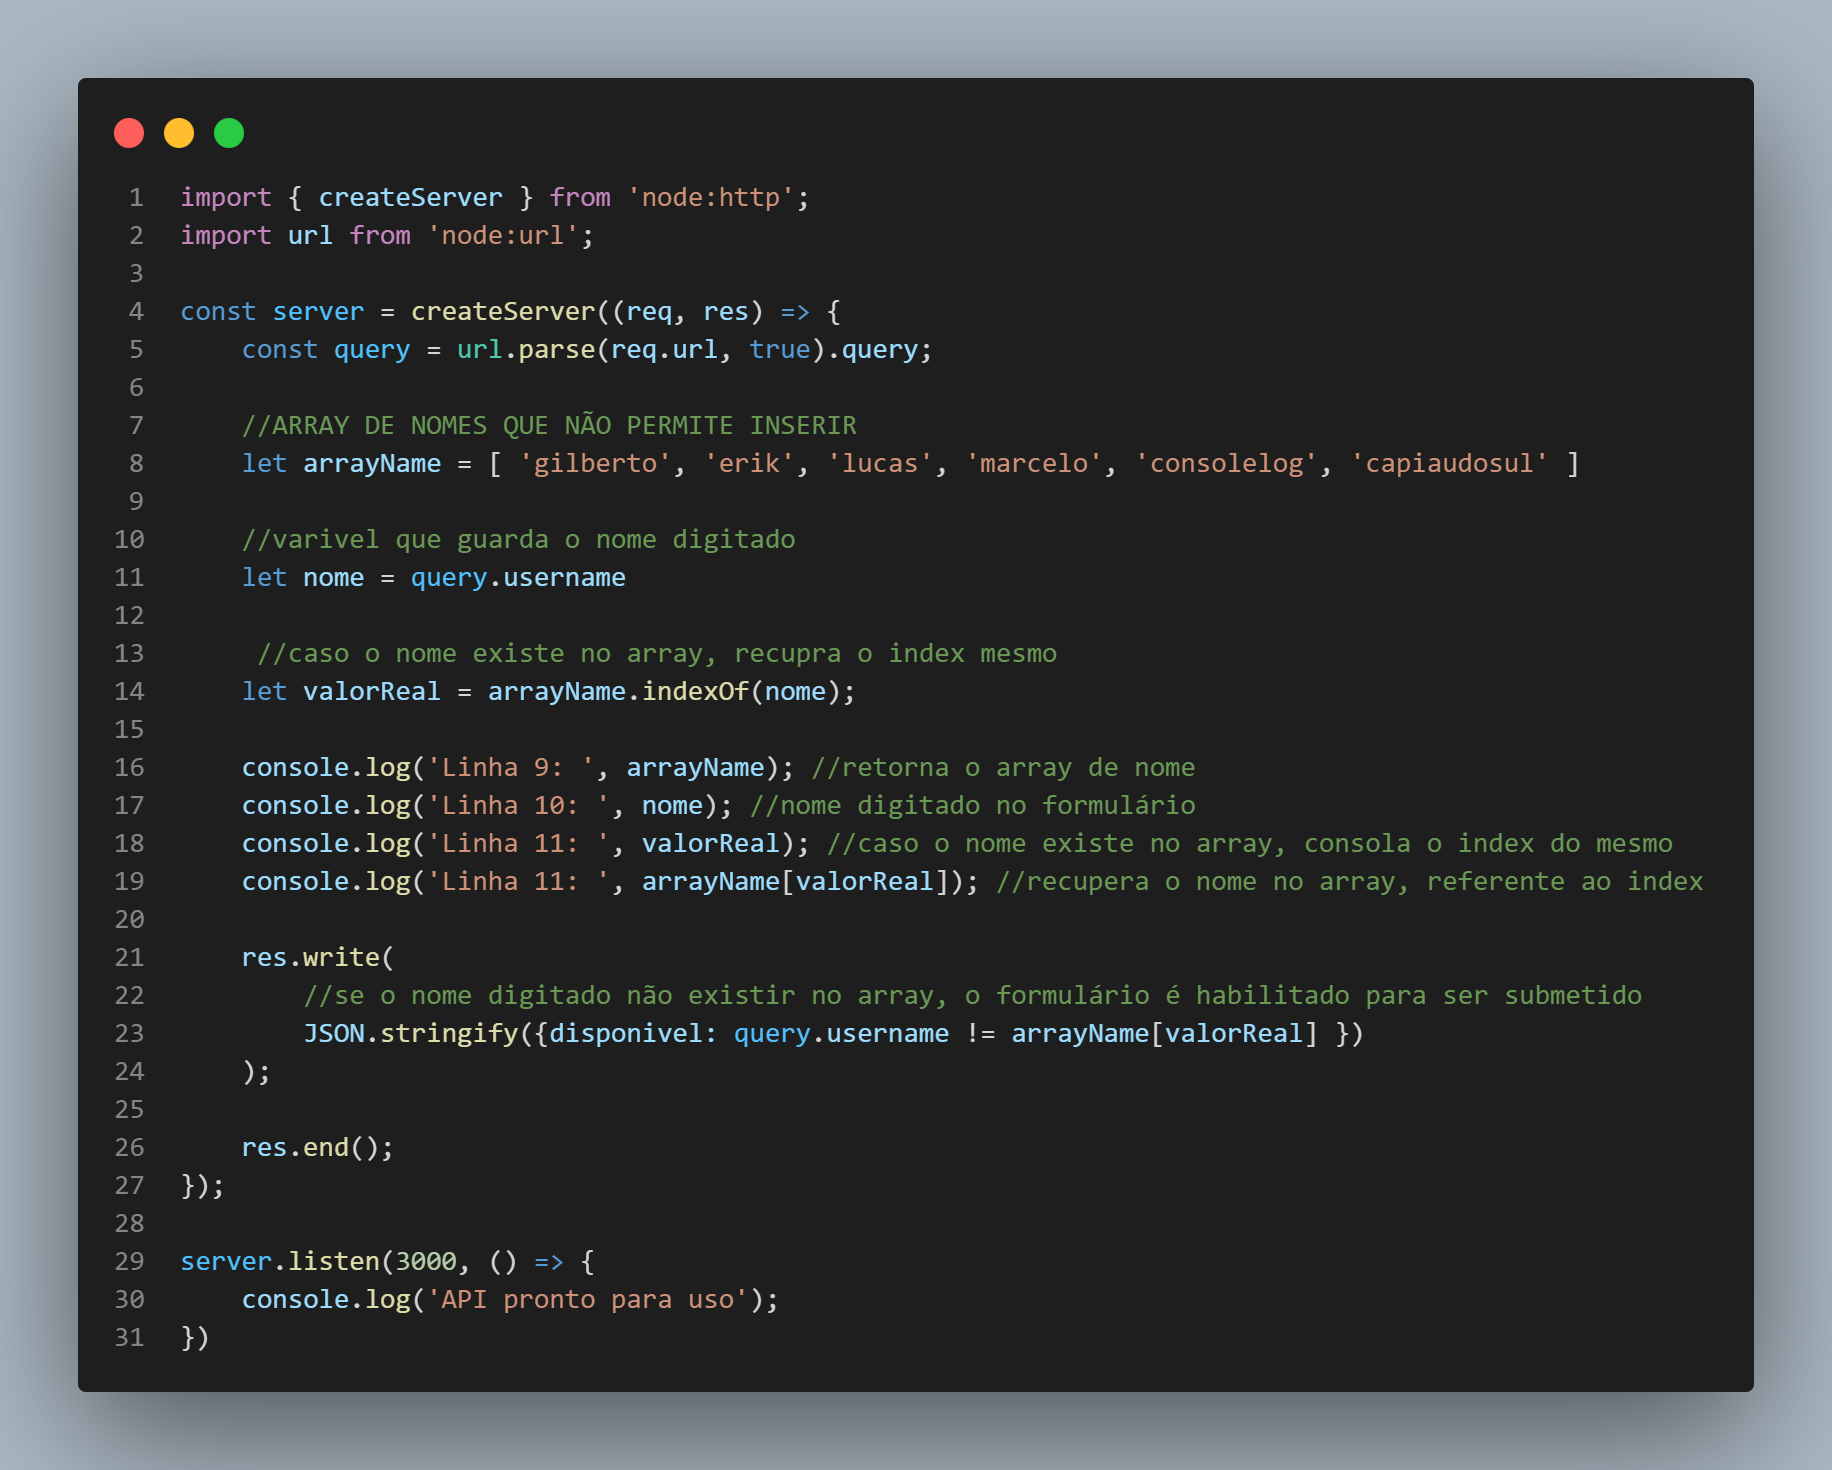 1 import { createServer } from 'node:http';
2 import url from 'node:url';
3
4 const server = createServer((req, res) => {
5     const query = url.parse(req.url, true).query;
6
7     //ARRAY DE NOMES QUE NÃO PERMITE INSERIR
8     let arrayName = [ 'gilberto', 'erik', 'lucas', 'marcelo', 'consolelog', 'capiaudosul' ]
9
10     //varivel que guarda o nome digitado
11     let nome = query.username
12
13      //caso o nome existe no array, recupra o index mesmo
14     let valorReal = arrayName.indexOf(nome);
15
16     console.log('Linha 9: ', arrayName); //retorna o array de nome
17     console.log('Linha 10: ', nome); //nome digitado no formulário
18     console.log('Linha 11: ', valorReal); //caso o nome existe no array, consola o index do mesmo
19     console.log('Linha 11: ', arrayName[valorReal]); //recupera o nome no array, referente ao index
20
21     res.write(
22         //se o nome digitado não existir no array, o formulário é habilitado para ser submetido
23         JSON.stringify({disponivel: query.username != arrayName[valorReal] })
24     );
25
26     res.end();
27 });
28
29 server.listen(3000, () => {
30     console.log('API pronto para uso');
31 })